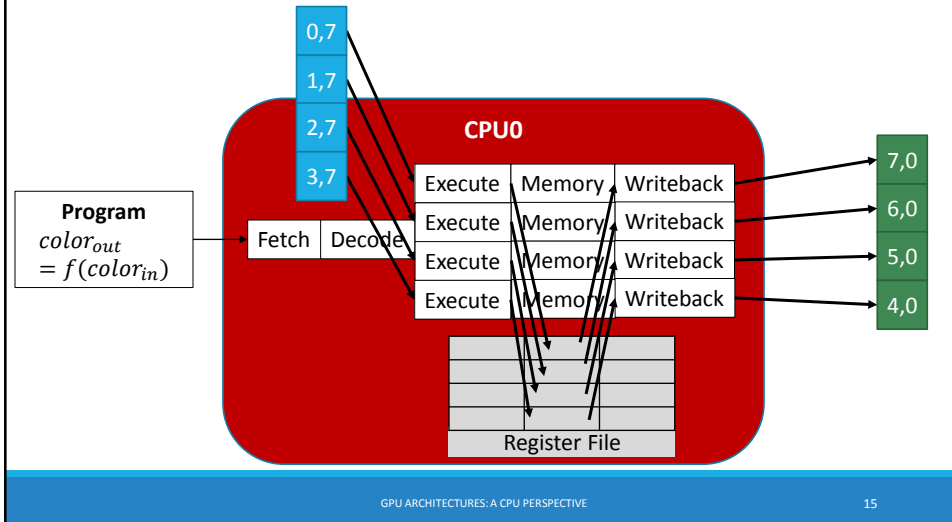 0,7
1,7
2,7
3,7
CPU0
Program
color_out
= f(color_in)
Fetch Decode
Execute Memory Writeback
Execute Memory Writeback
Execute Memory Writeback
Execute Memory Writeback
7,0
6,0
5,0
4,0
Register File
GPU ARCHITECTURES: A CPU PERSPECTIVE 15